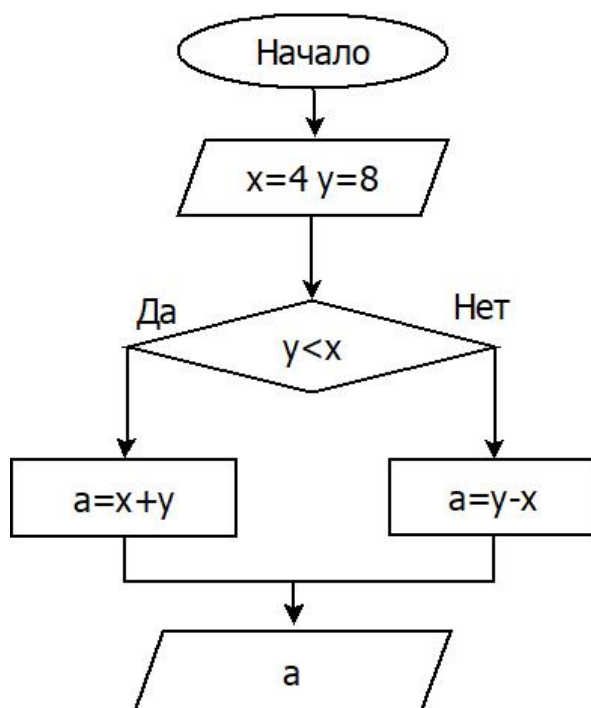 Начало
x=4 y=8
Да
Нет
y<x
a=x+y
a=y-x
a